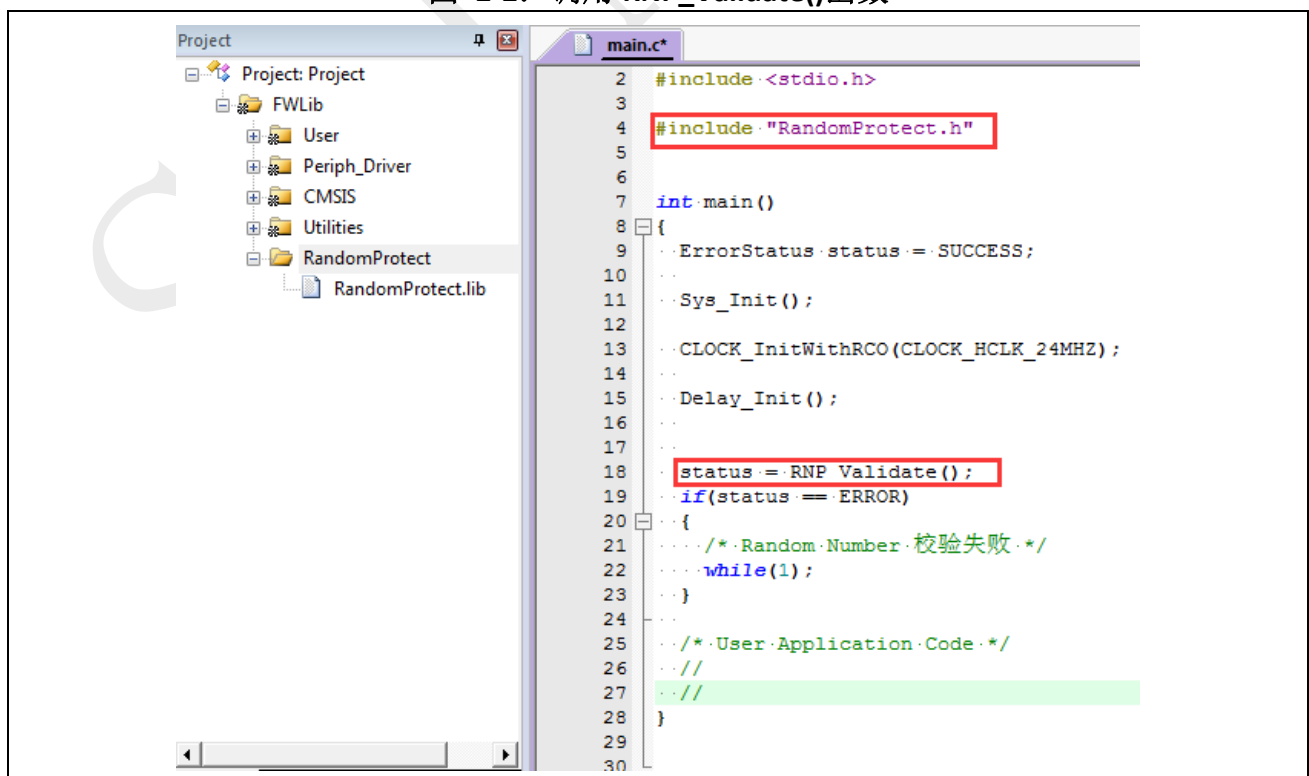 Project
Project: Project
FWLib
User
Periph_Driver
CMSIS
Utilities
RandomProtect
RandomProtect.lib
main.c*
2 #include <stdio.h>
3
4 #include "RandomProtect.h"
5
6
7 int main()
8 {
9 ErrorStatus status = SUCCESS;
10
11 Sys_Init();
12
13 CLOCK_InitWithRCO(CLOCK_HCLK_24MHZ);
14
15 Delay_Init();
16
17
18 status = RNP_Validate();
19 if(status == ERROR)
20 {
21 /* Random Number 校验失败 */
22 while(1);
23 }
24
25 /* User Application Code */
26 //
27 //
28 }
29
30